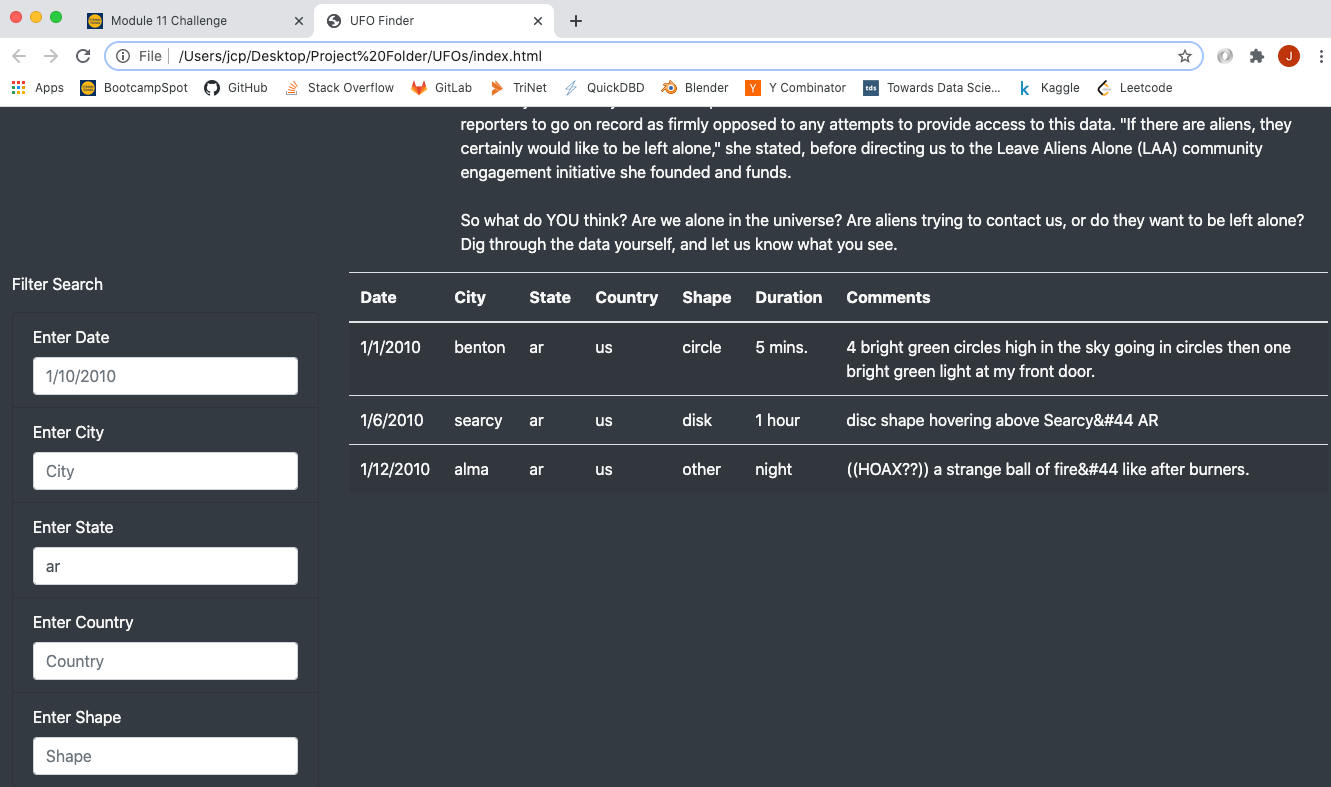 Module 11 Challenge
UFO Finder
File
/Users/jcp/Desktop/Project%20Folder/UFOs/index.html
J
Apps
BootcampSpot
GitHub
Stack Overflow
GitLab
TriNet
QuickDBD
Blender
Y
Y Combinator
tds
Towards Data Scie...
k
Kaggle
Leetcode
reporters to go on record as firmly opposed to any attempts to provide access to this data. "If there are aliens, they
certainly would like to be left alone," she stated, before directing us to the Leave Aliens Alone (LAA) community
engagement initiative she founded and funds.
So what do YOU think? Are we alone in the universe? Are aliens trying to contact us, or do they want to be left alone?
Dig through the data yourself, and let us know what you see.
Filter Search
Enter Date
1/10/2010
Enter City
City
Enter State
ar
Enter Country
Country
Enter Shape
Shape
Date City State Country Shape Duration Comments
1/1/2010 benton ar us circle 5 mins. 4 bright green circles high in the sky going in circles then one
bright green light at my front door.
1/6/2010 searcy ar us disk 1 hour disc shape hovering above Searcy&#44 AR
1/12/2010 alma ar us other night ((HOAX??)) a strange ball of fire&#44 like after burners.